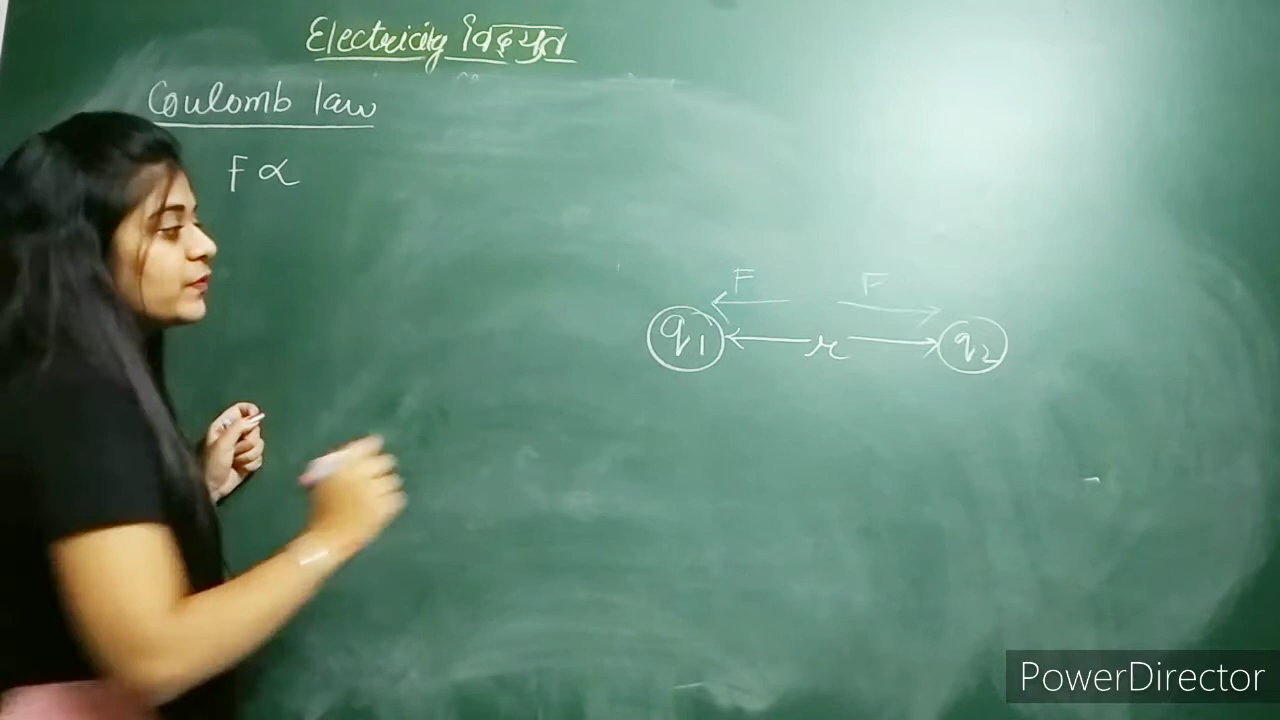 Electricity विद्युत
Coulomb law
F ∝
F F
q1 r q2
PowerDirector